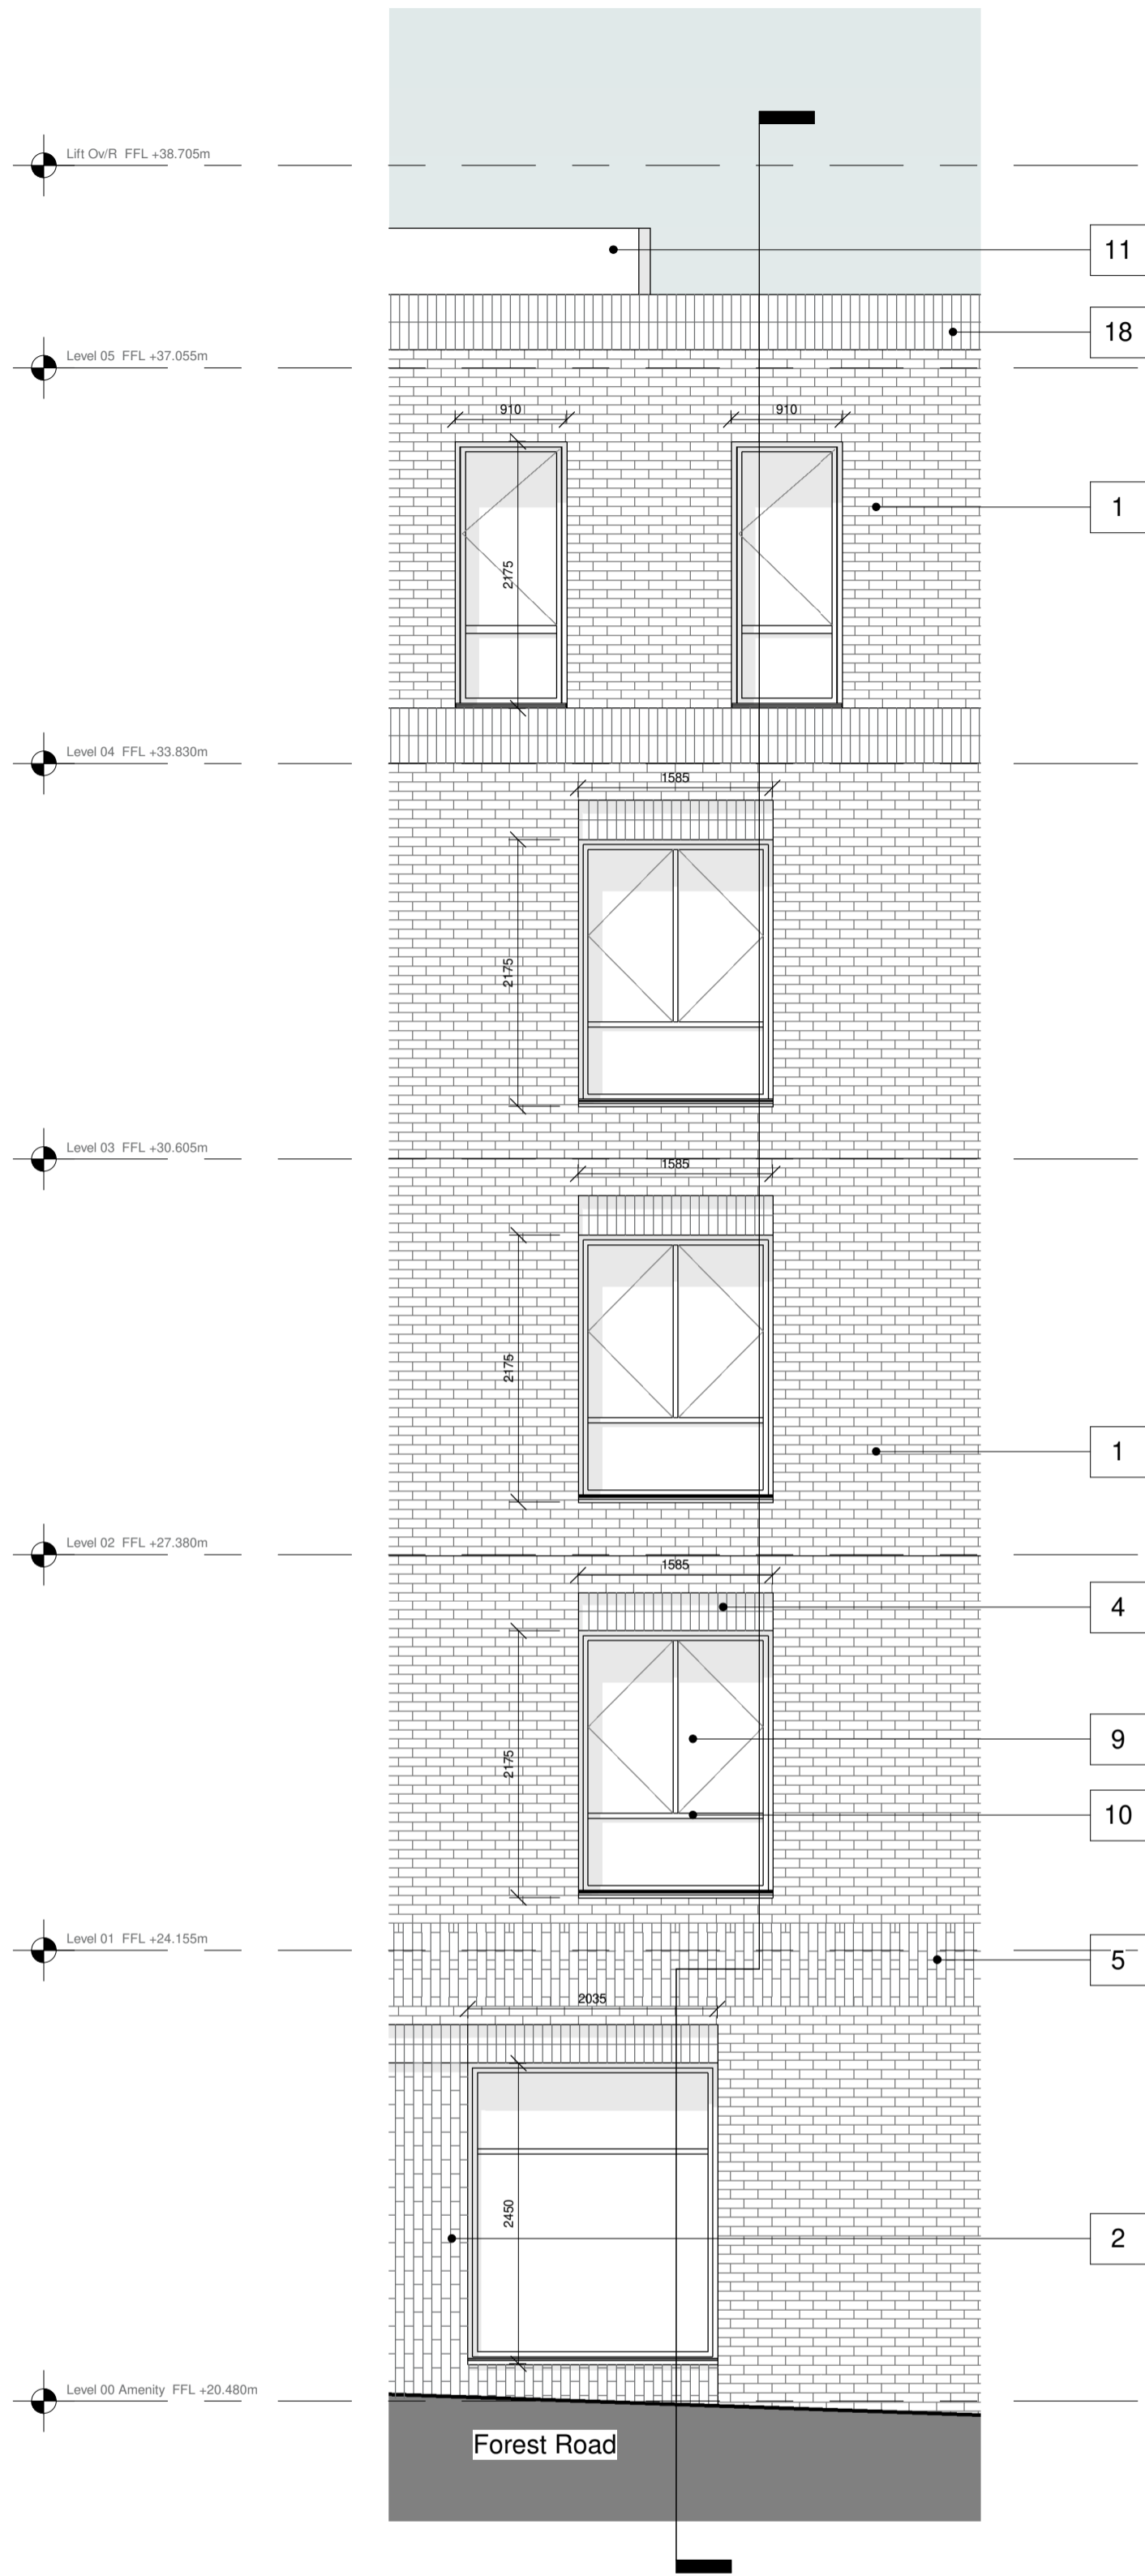 Lift Ov/R FFL +38.705m
11
18
Level 05 FFL +37.055m
910
910
1
2175
Level 04 FFL +33.830m
1585
2175
Level 03 FFL +30.605m
1585
2175
1
Level 02 FFL +27.380m
1585
4
9
2175
10
Level 01 FFL +24.155m
5
2035
2450
2
Level 00 Amenity FFL +20.480m
Forest Road